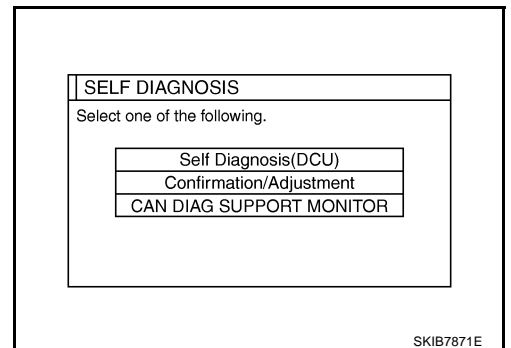 SELF DIAGNOSIS
Select one of the following.
Self Diagnosis(DCU)
Confirmation/Adjustment
CAN DIAG SUPPORT MONITOR
SKIB7871E